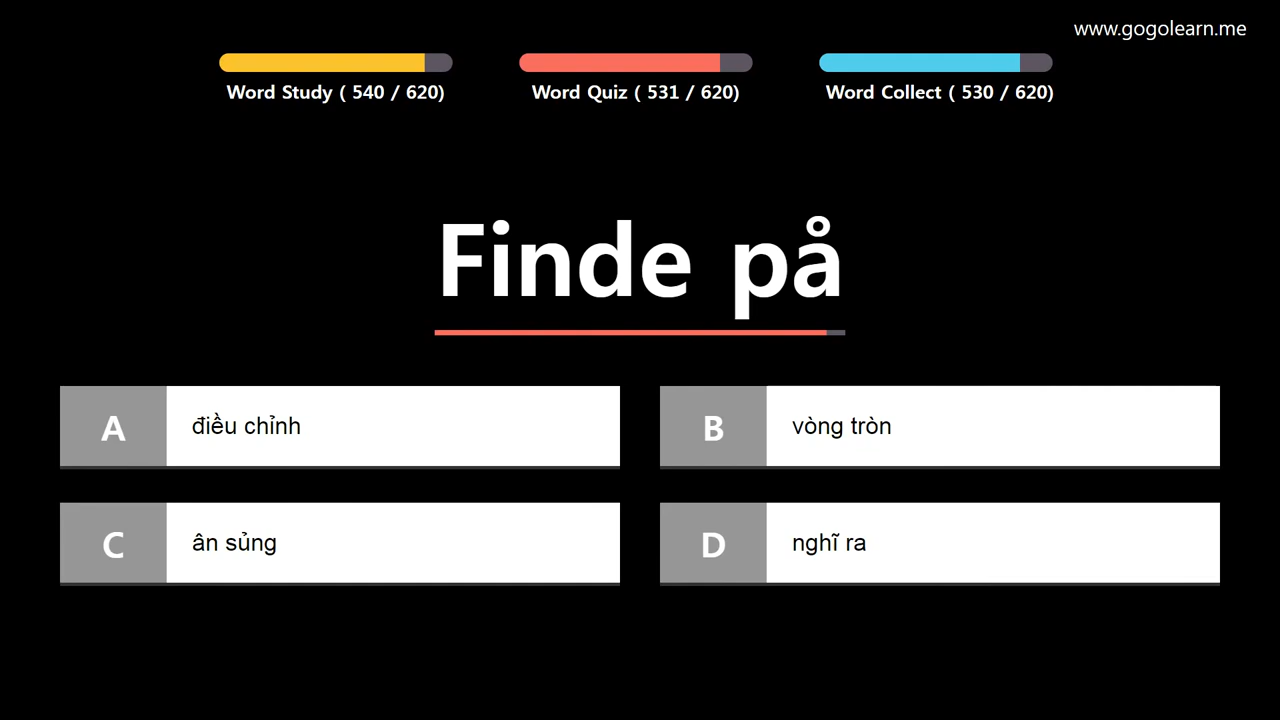 www.gogolearn.me
Word Study ( 540 / 620)
Word Quiz ( 531 / 620)
Word Collect ( 530 / 620)
Finde på
A
điều chỉnh
B
vòng tròn
C
ân sủng
D
nghĩ ra